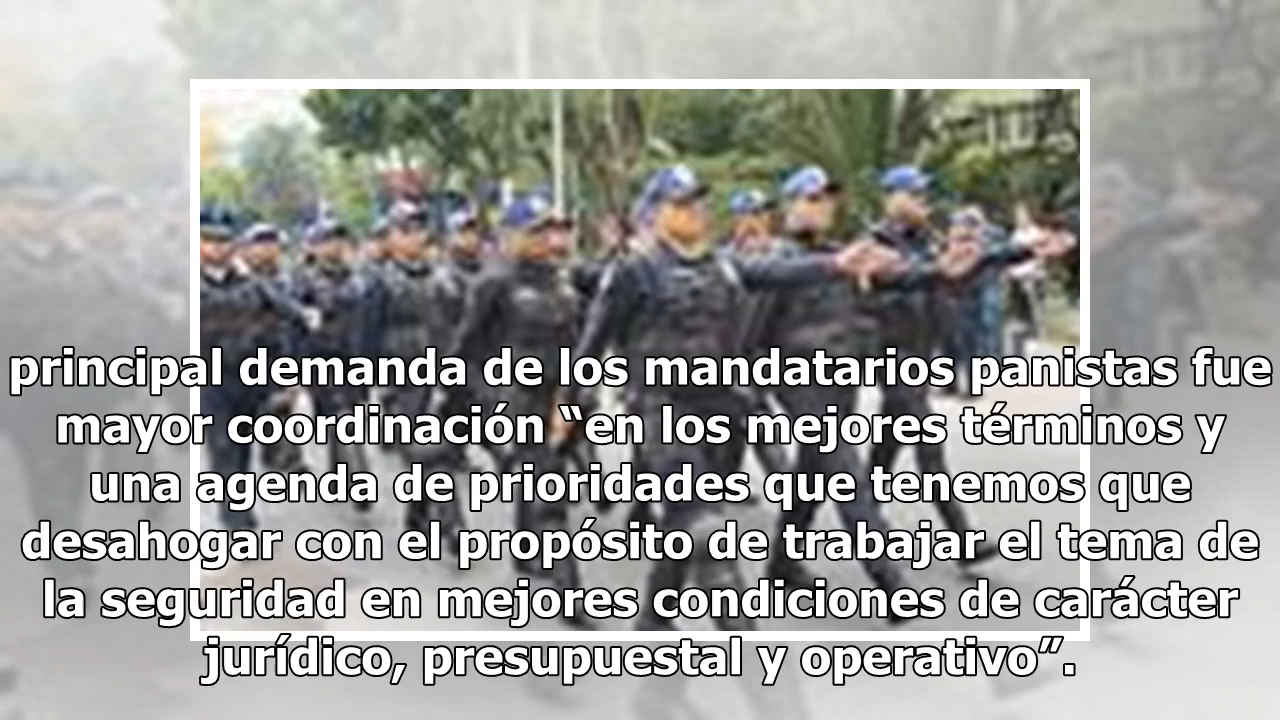 principal demanda de los mandatarios panistas fue
mayor coordinación “en los mejores términos y
una agenda de prioridades que tenemos que
desahogar con el propósito de trabajar el tema de
la seguridad en mejores condiciones de carácter
jurídico, presupuestal y operativo”.